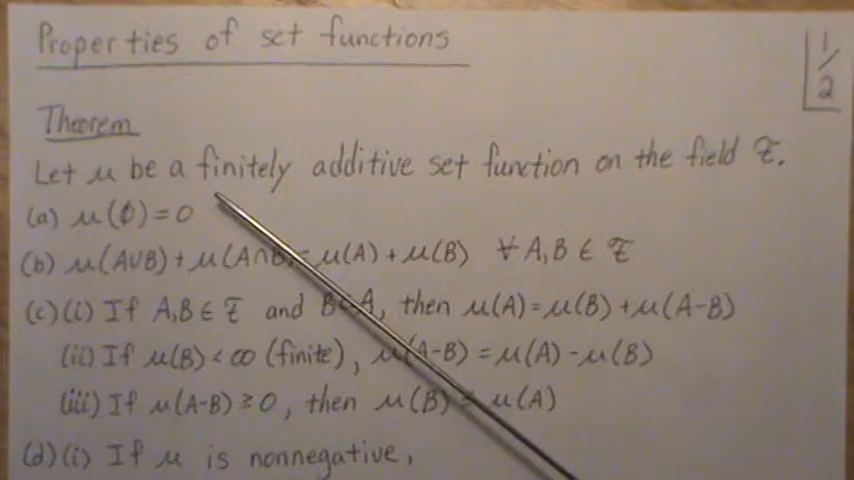 Properties of set functions
1/2
Theorem
Let μ be a finitely additive set function on the field ℱ.
(a) μ(∅)=0
(b) μ(A∪B)+μ(A∩B)=μ(A)+μ(B) ∀ A,B ∈ ℱ
(c)(i) If A,B ∈ ℱ and B⊂A, then μ(A)=μ(B)+μ(A-B)
(ii) If μ(B)<∞ (finite), μ(A-B)=μ(A)-μ(B)
(iii) If μ(A-B)≥0, then μ(B) μ(A)
(d)(i) If μ is nonnegative,